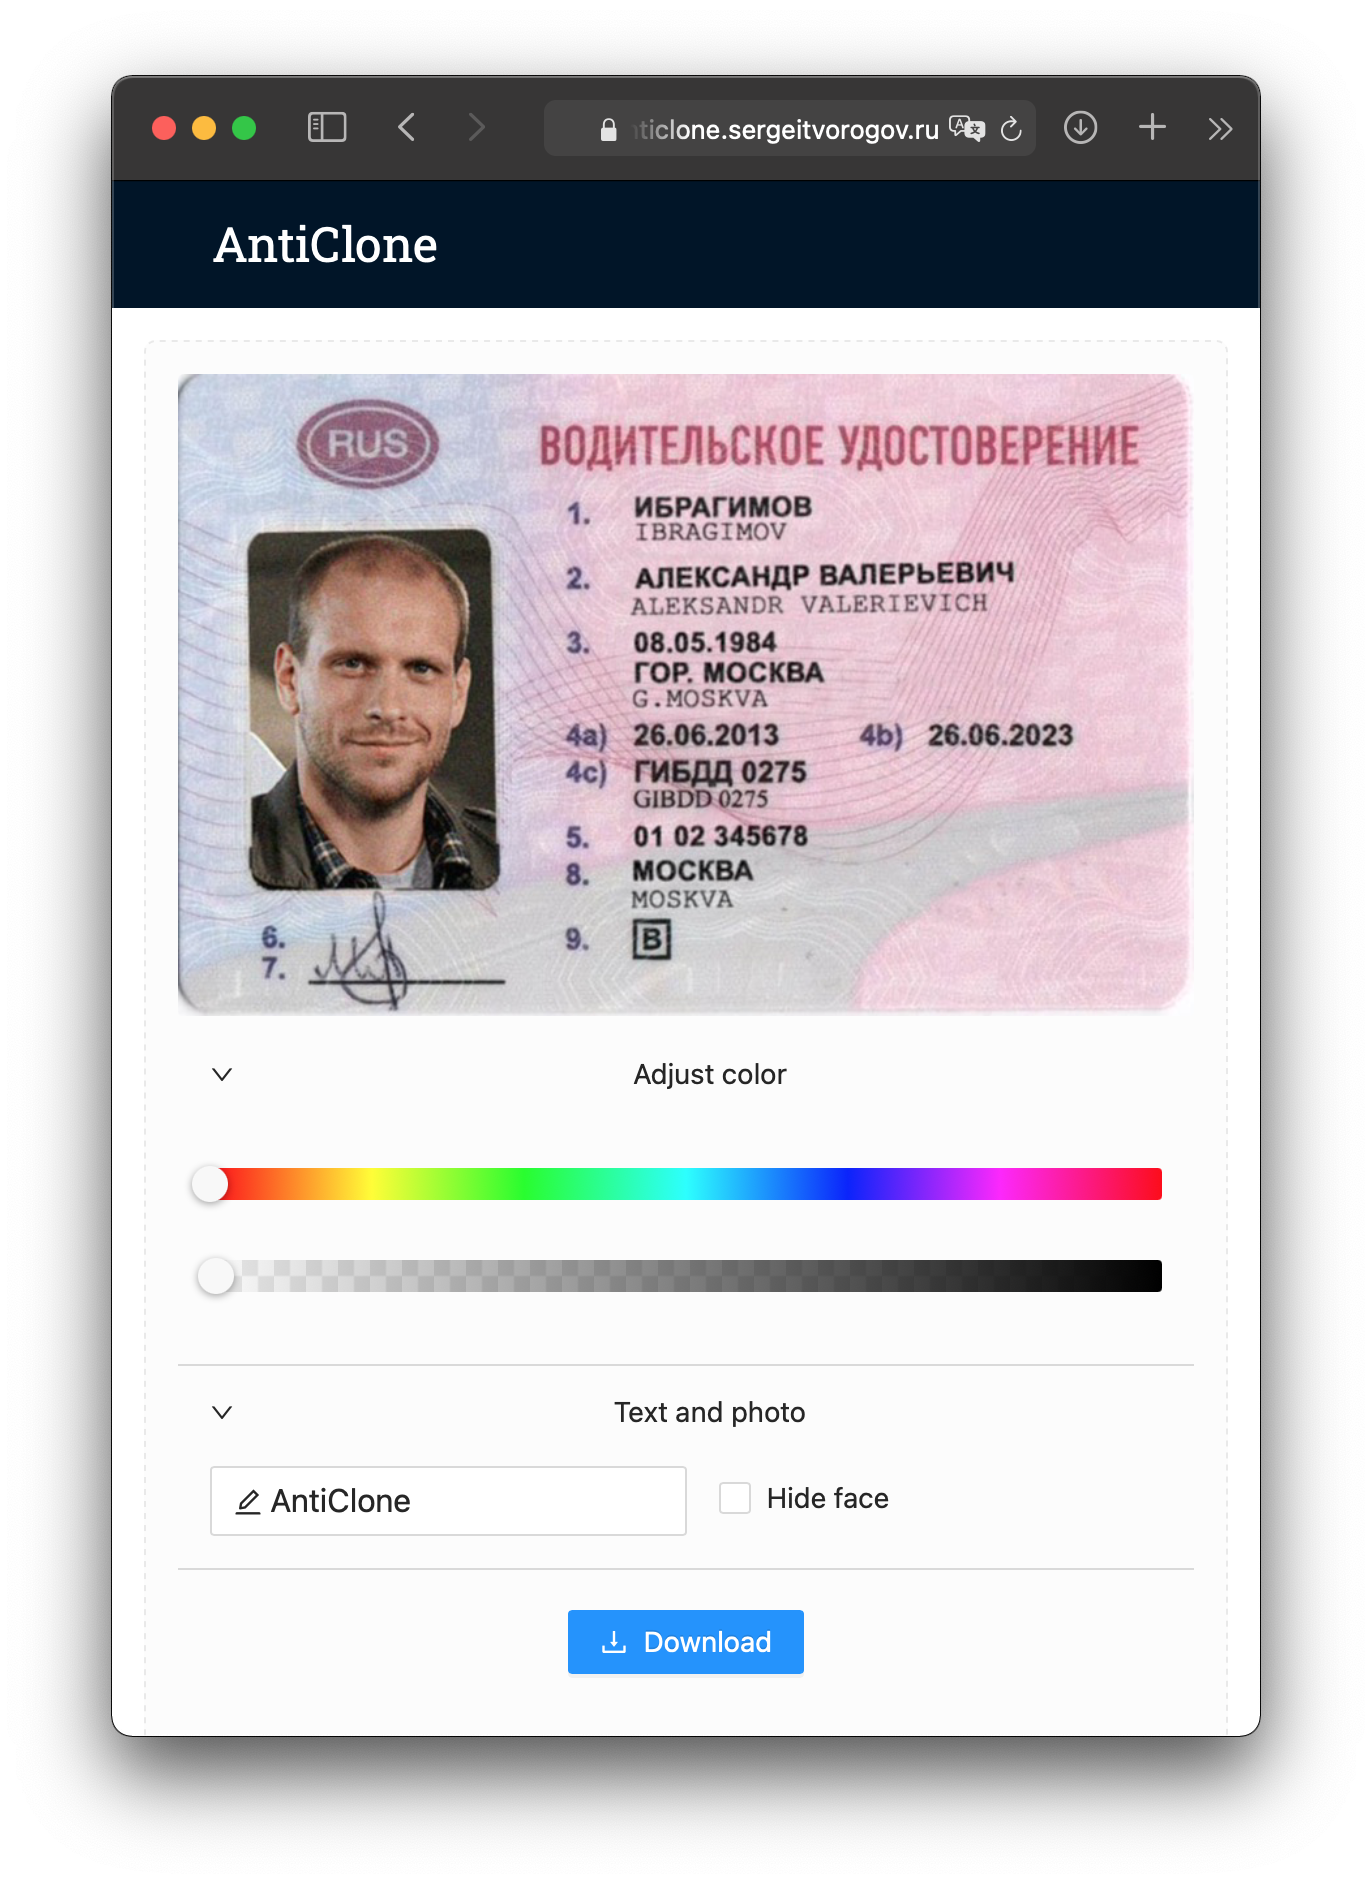 ticlone.sergeitvorogov.ru
AntiClone
RUS
ВОДИТЕЛЬСКОЕ УДОСТОВЕРЕНИЕ
1. ИБРАГИМОВ
IBRAGIMOV
2. АЛЕКСАНДР ВАЛЕРЬЕВИЧ
ALEKSANDR VALERIEVICH
3. 08.05.1984
ГОР. МОСКВА
G.MOSKVA
4a) 26.06.2013 4b) 26.06.2023
4c) ГИБДД 0275
GIBDD 0275
5. 01 02 345678
8. МОСКВА
MOSKVA
6.
7.
9. B
Adjust color
Text and photo
AntiClone
Hide face
Download